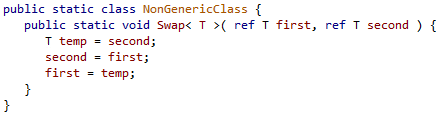 public static class NonGenericClass {
   public static void Swap< T >( ref T first, ref T second ) {
      T temp = second;
      second = first;
      first = temp;
   }
}